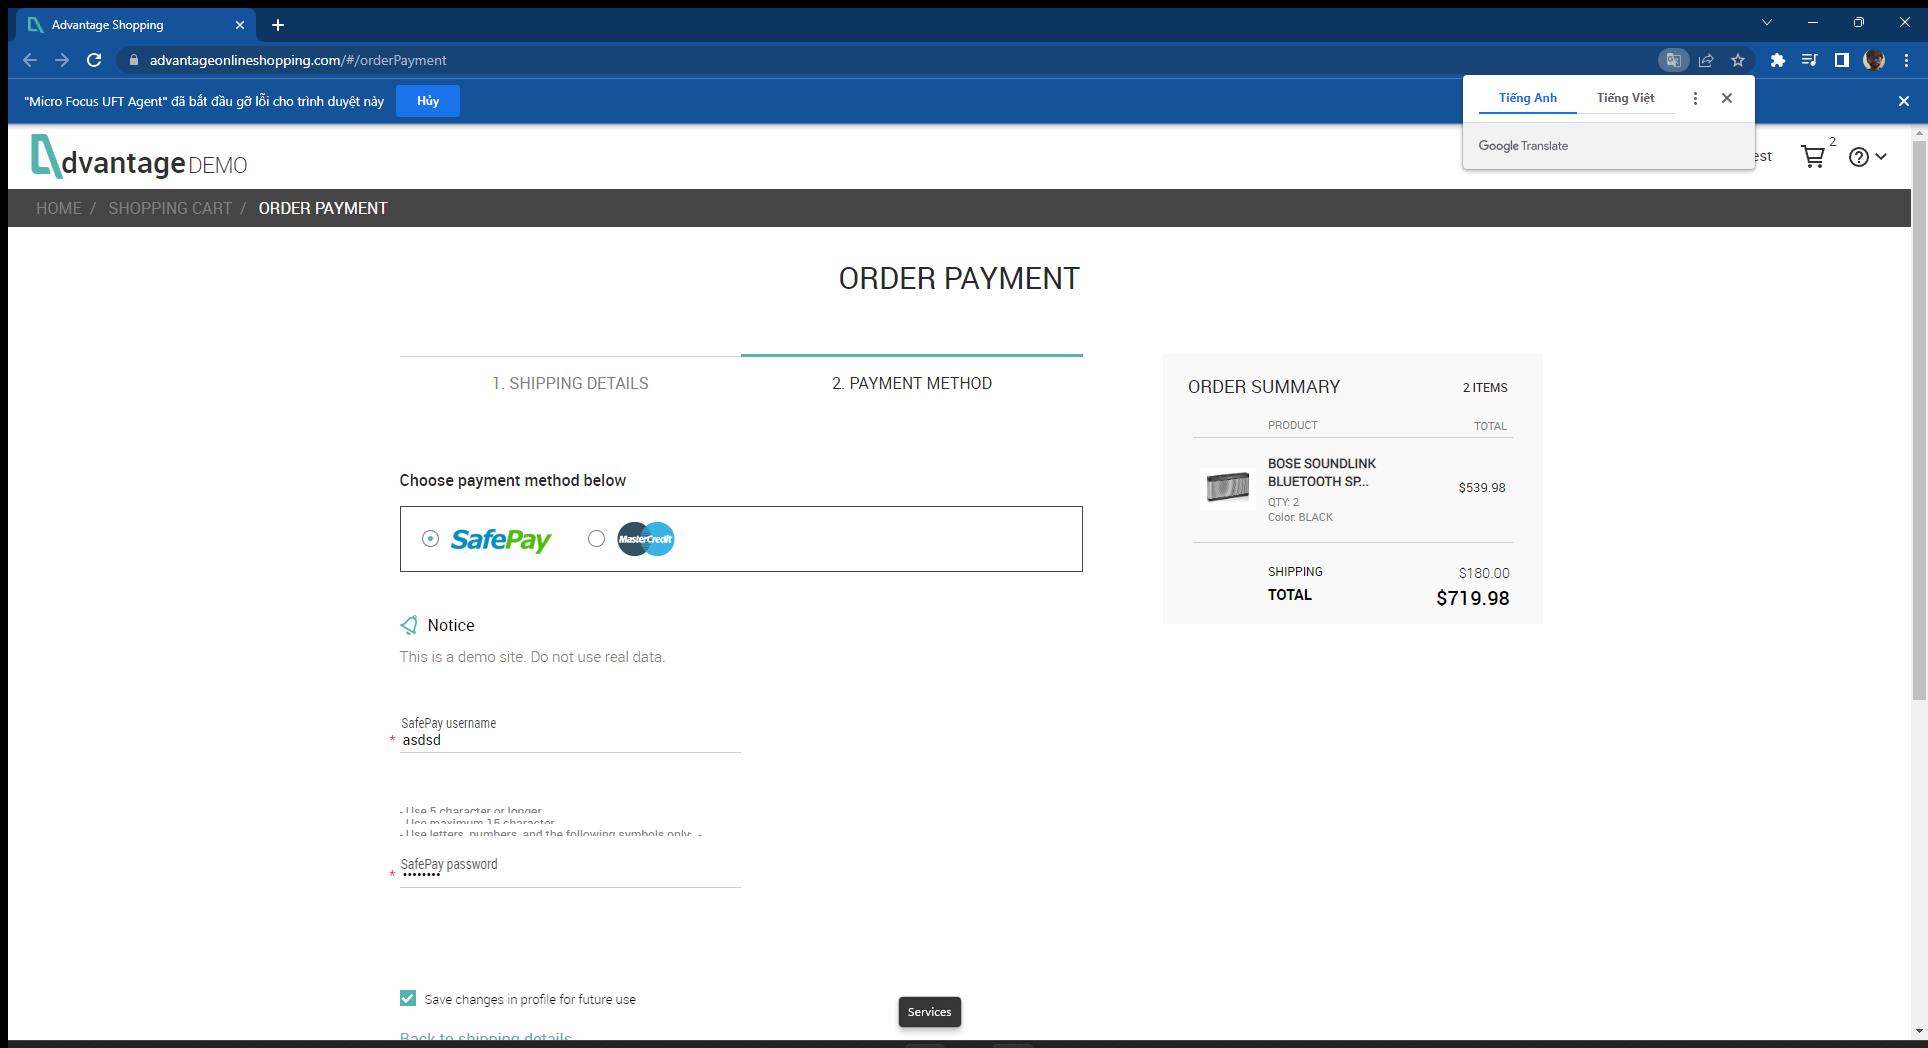 Advantage Shopping
advantageonlineshopping.com/#/orderPayment
"Micro Focus UFT Agent" đã bắt đầu gỡ lỗi cho trình duyệt này
Hủy
Tiếng Anh
Tiếng Việt
Google Translate
est
2
dvantage DEMO
HOME / SHOPPING CART / ORDER PAYMENT
ORDER PAYMENT
1. SHIPPING DETAILS
2. PAYMENT METHOD
Choose payment method below
SafePay
MasterCredit
Notice
This is a demo site. Do not use real data.
SafePay username
* asdsd
- Use 5 character or longer
- Use maximum 15 character
- Use letters, numbers, and the following symbols only: -
SafePay password
* ••••••••
Save changes in profile for future use
Back to shipping details
ORDER SUMMARY
2 ITEMS
PRODUCT
TOTAL
BOSE SOUNDLINK
BLUETOOTH SP...
$539.98
QTY: 2
Color: BLACK
SHIPPING
$180.00
TOTAL
$719.98
Services